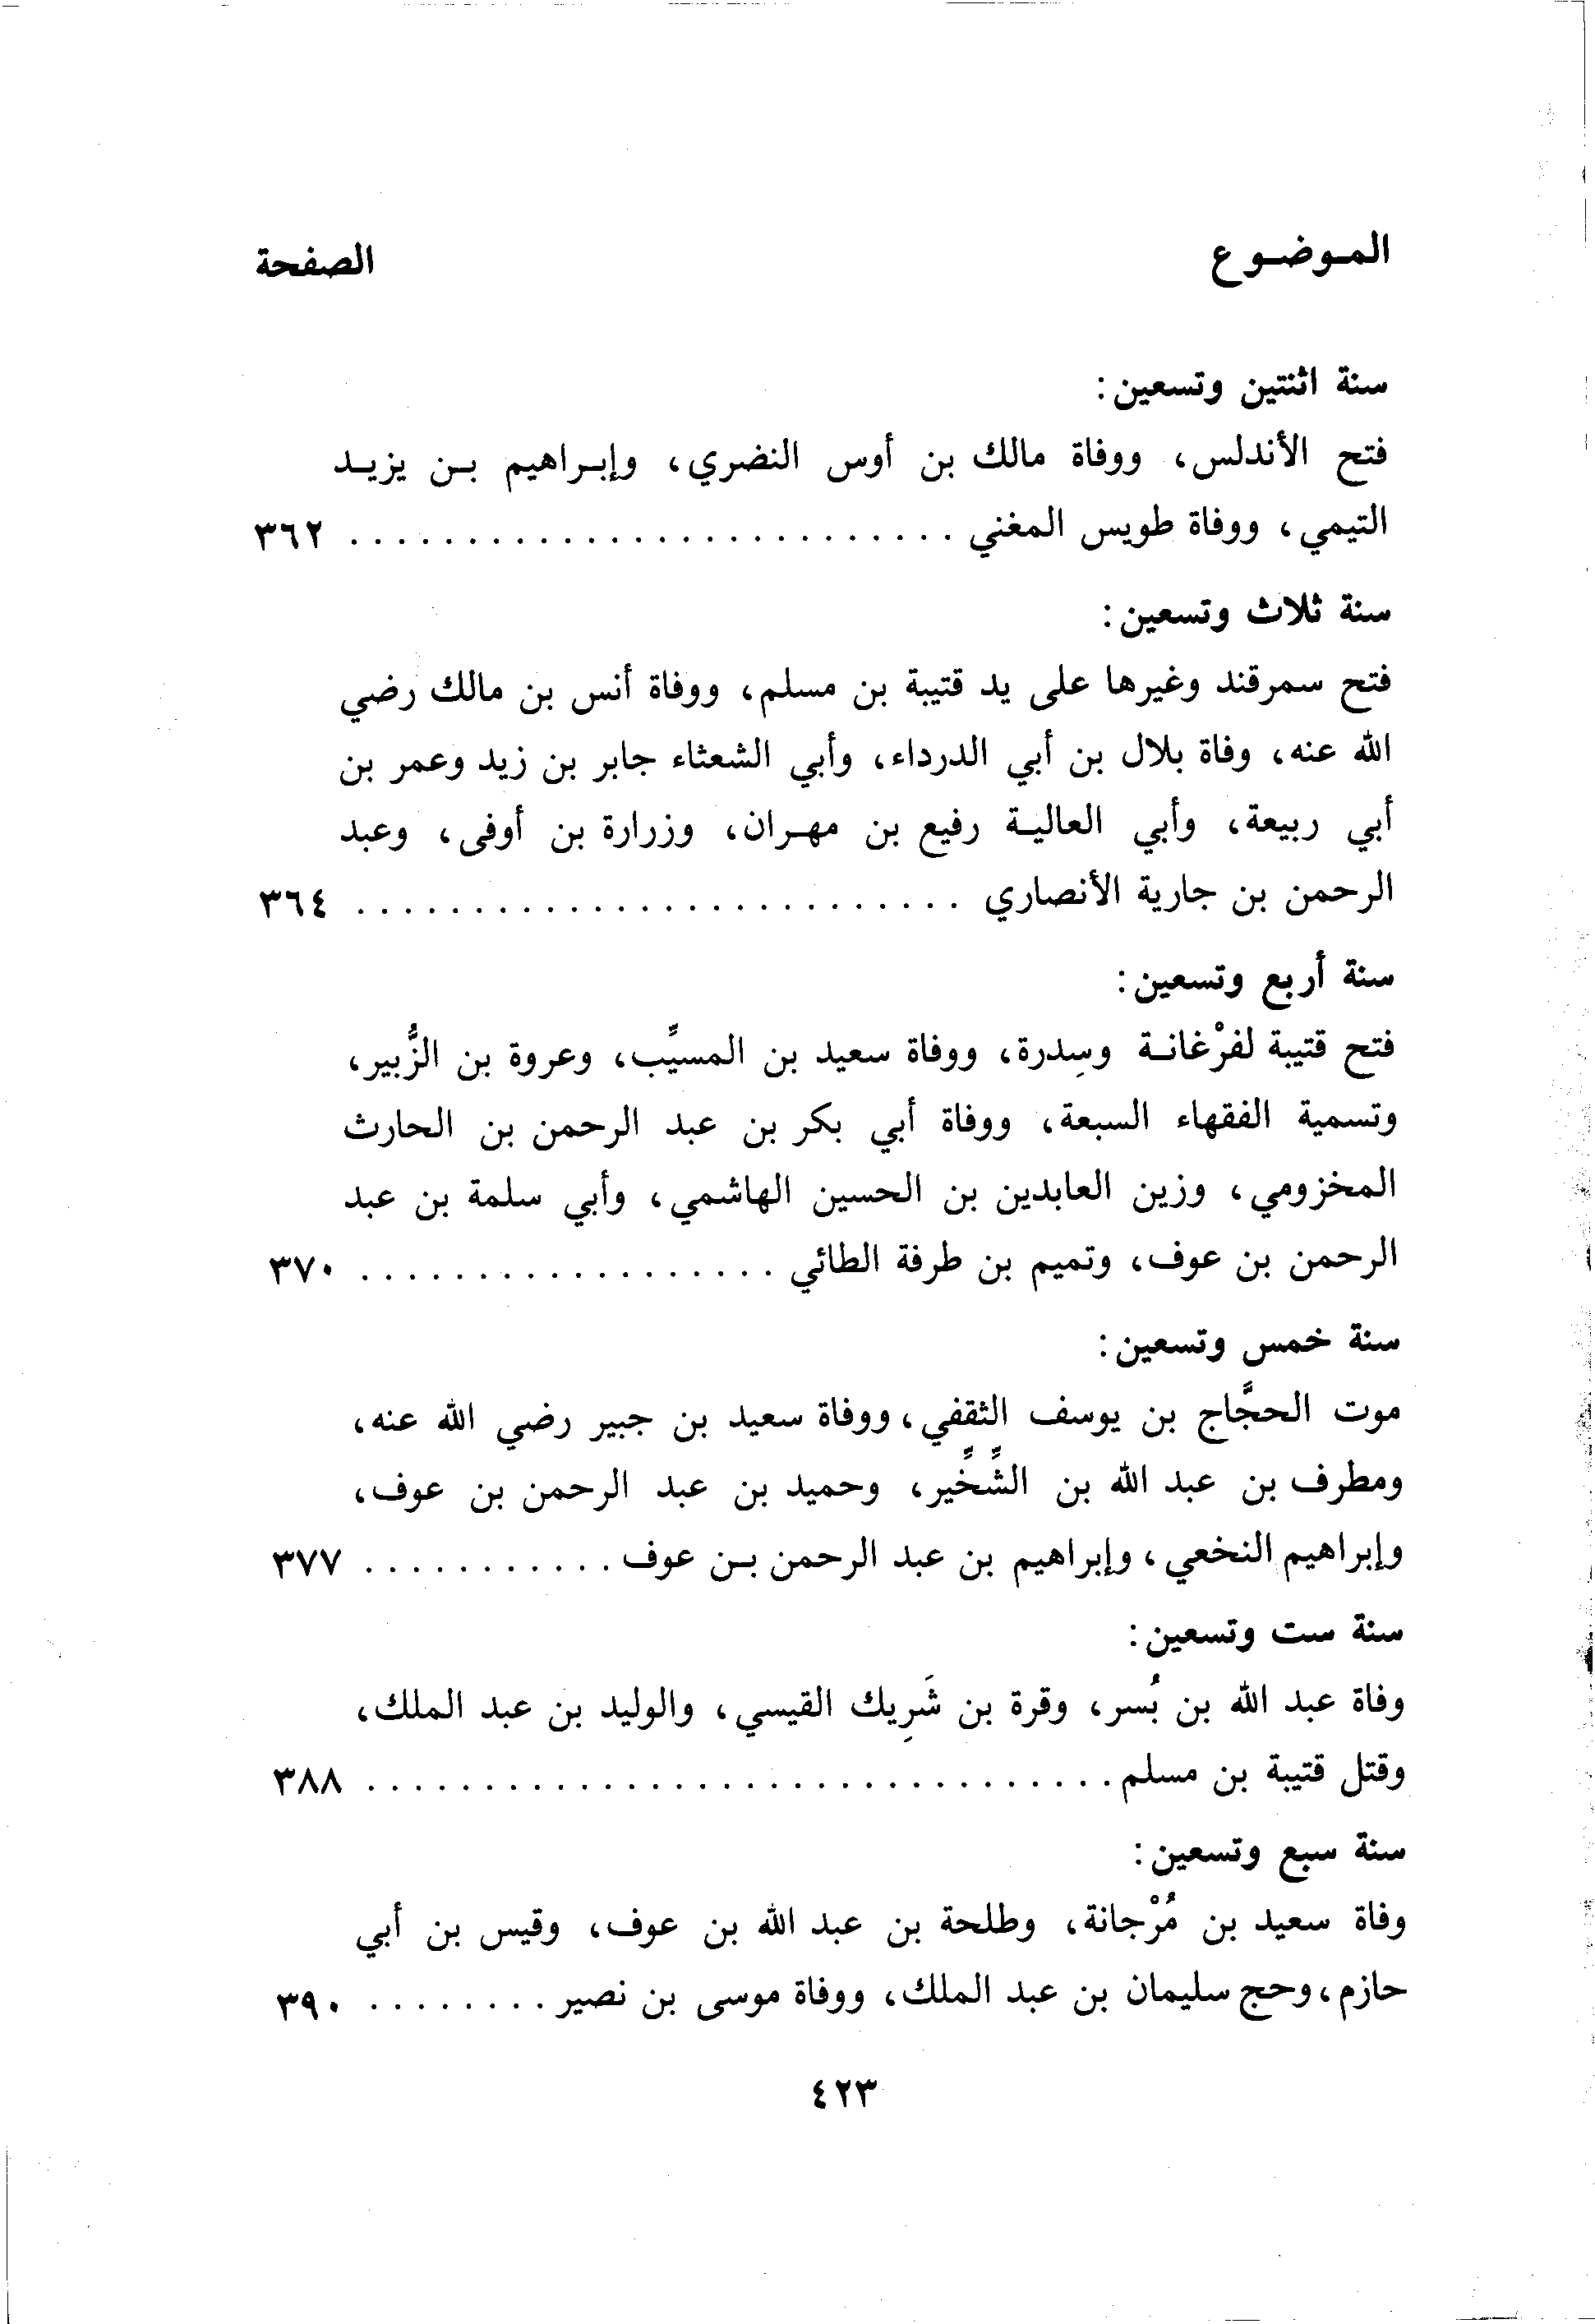 الموضوع الصفحة
سنة اثنتين وتسعين:
فتح الأندلس، ووفاة مالك بن أوس النضري، وإبراهيم بن يزيد
التيمي، ووفاة طويس المغني . . . . . . . . . . . . . . . . . . . . . . . . . . ٣٦٢
سنة ثلاث وتسعين:
فتح سمرقند وغيرها على يد قتيبة بن مسلم، ووفاة أنس بن مالك رضي
الله عنه، وفاة بلال بن أبي الدرداء، وأبي الشعثاء جابر بن زيد وعمر بن
أبي ربيعة، وأبي العالية رفيع بن مهران، وزرارة بن أوفى، وعبد
الرحمن بن جارية الأنصاري . . . . . . . . . . . . . . . . . . . . . . . . . . ٣٦٤
سنة أربع وتسعين:
فتح قتيبة لفرْغانة وسِدرة، ووفاة سعيد بن المسيِّب، وعروة بن الزُّبير،
وتسمية الفقهاء السبعة، ووفاة أبي بكر بن عبد الرحمن بن الحارث
المخزومي، وزين العابدين بن الحسين الهاشمي، وأبي سلمة بن عبد
الرحمن بن عوف، وتميم بن طرفة الطائي . . . . . . . . . . . . . . . . . . ٣٧٠
سنة خمس وتسعين:
موت الحجَّاج بن يوسف الثقفي، ووفاة سعيد بن جبير رضي الله عنه،
ومطرف بن عبد الله بن الشِّخِّير، وحميد بن عبد الرحمن بن عوف،
وإبراهيم النخعي، وإبراهيم بن عبد الرحمن بن عوف . . . . . . . . . . . ٣٧٧
سنة ست وتسعين:
وفاة عبد الله بن بُسر، وقرة بن شَرِيك القيسي، والوليد بن عبد الملك،
وقتل قتيبة بن مسلم . . . . . . . . . . . . . . . . . . . . . . . . . . . . . . . . ٣٨٨
سنة سبع وتسعين:
وفاة سعيد بن مُرْجانة، وطلحة بن عبد الله بن عوف، وقيس بن أبي
حازم، وحج سليمان بن عبد الملك، ووفاة موسى بن نصير . . . . . . . . ٣٩٠
٤٢٣